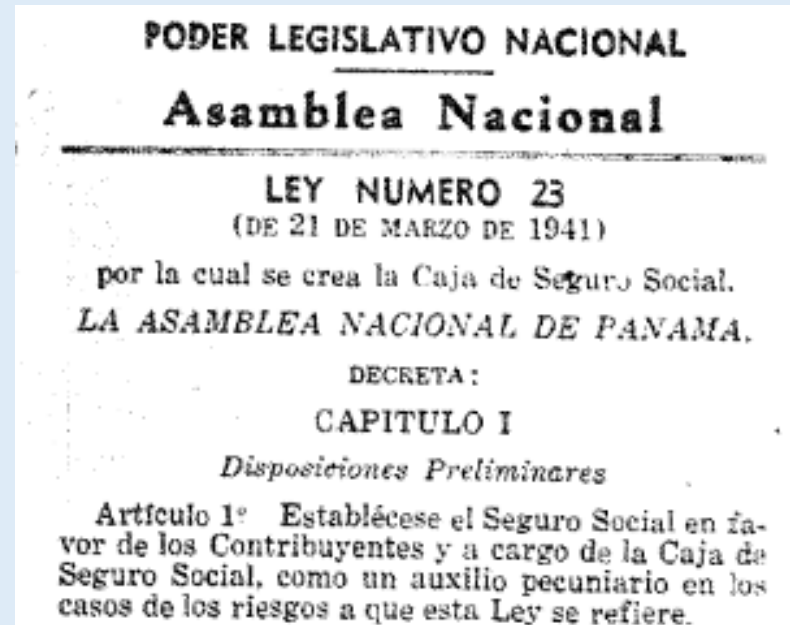 PODER LEGISLATIVO NACIONAL
Asamblea Nacional
LEY NUMERO 23
(DE 21 DE MARZO DE 1941)
por la cual se crea la Caja de Seguro Social.
LA ASAMBLEA NACIONAL DE PANAMA,
DECRETA:
CAPITULO I
Disposiciones Preliminares
Artículo 1º Establécese el Seguro Social en fa-
vor de los Contribuyentes y a cargo de la Caja de
Seguro Social, como un auxilio pecuniario en los
casos de los riesgos a que esta Ley se refiere.